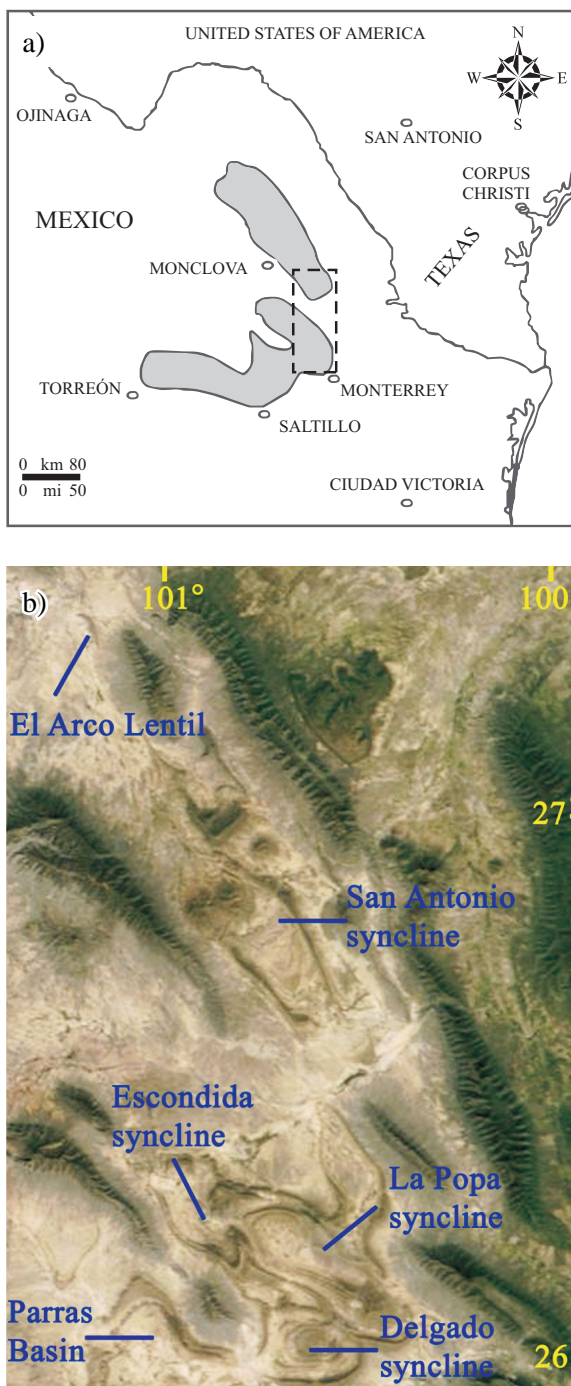 a)
UNITED STATES OF AMERICA
N
W
E
S
OJINAGA
SAN ANTONIO
CORPUS
CHRISTI
MEXICO
TEXAS
MONCLOVA
TORREÓN
MONTERREY
SALTILLO
0 km 80
0 mi 50
CIUDAD VICTORIA
b)
101°
100
El Arco Lentil
27°
San Antonio
syncline
Escondida
syncline
La Popa
syncline
Parras
Basin
Delgado
syncline
26